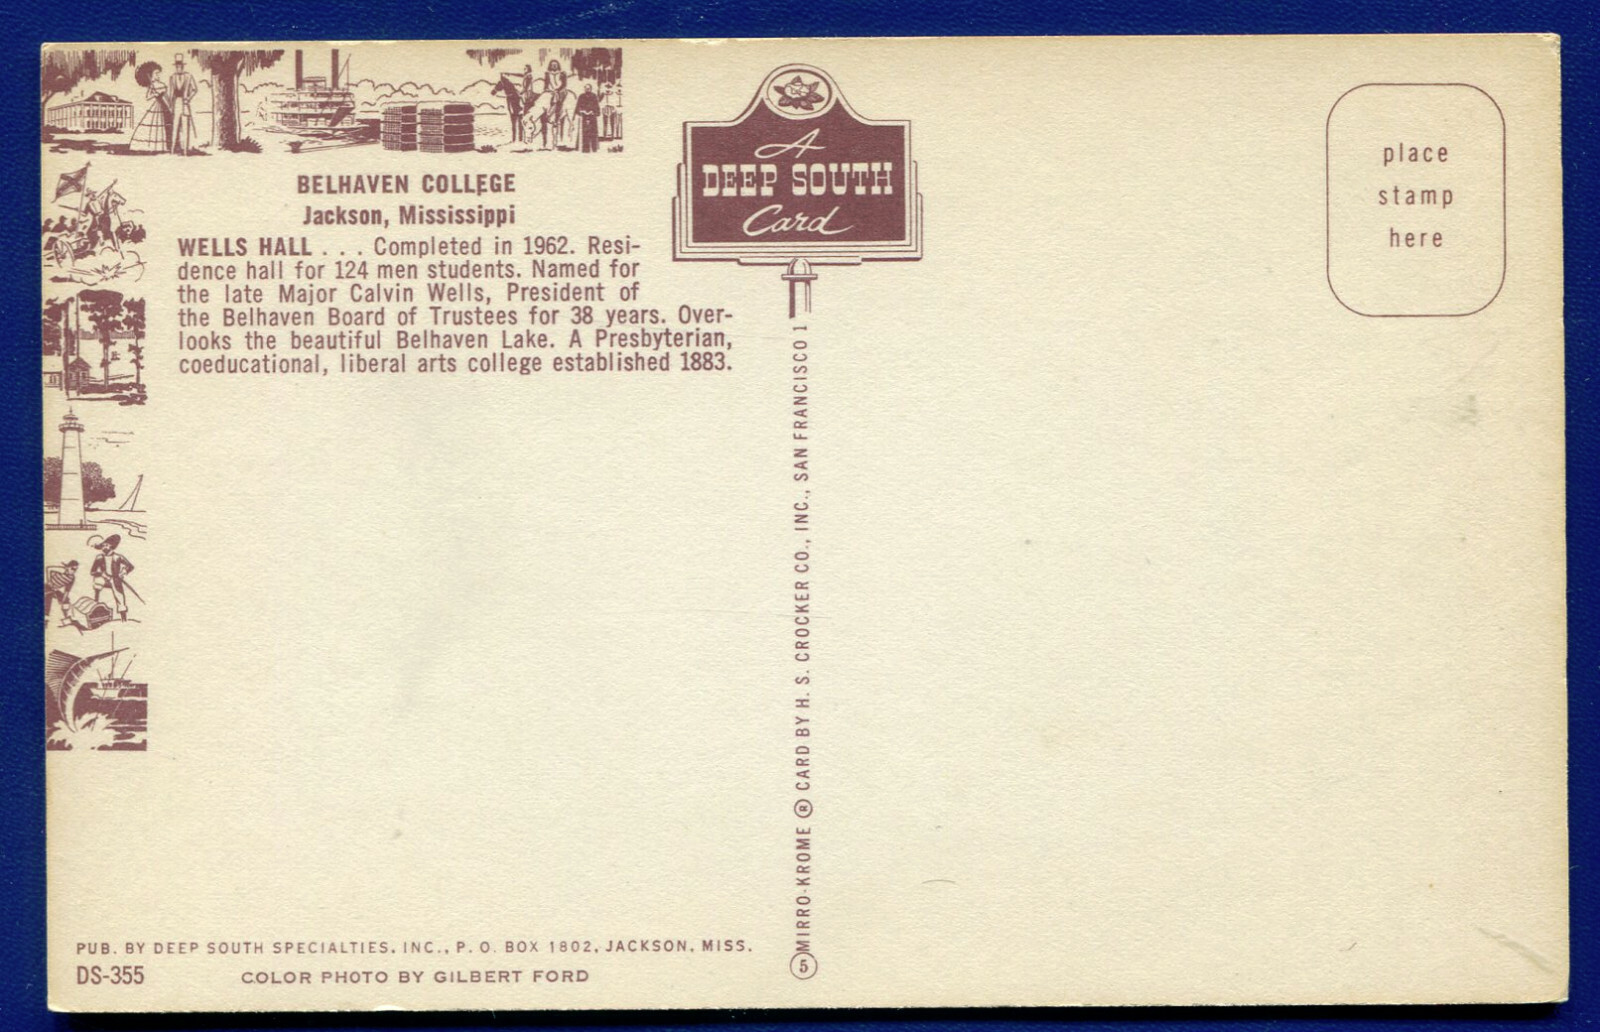 BELHAVEN COLLEGE
Jackson, Mississippi
WELLS HALL . . . Completed in 1962. Resi-
dence hall for 124 men students. Named for
the late Major Calvin Wells, President of
the Belhaven Board of Trustees for 38 years. Over-
looks the beautiful Belhaven Lake. A Presbyterian,
coeducational, liberal arts college established 1883.
A
DEEP SOUTH
Card
place
stamp
here
5 MIRRO-KROME ® CARD BY H. S. CROCKER CO., INC., SAN FRANCISCO 1
PUB. BY DEEP SOUTH SPECIALTIES, INC., P. O. BOX 1802, JACKSON, MISS.
DS-355 COLOR PHOTO BY GILBERT FORD